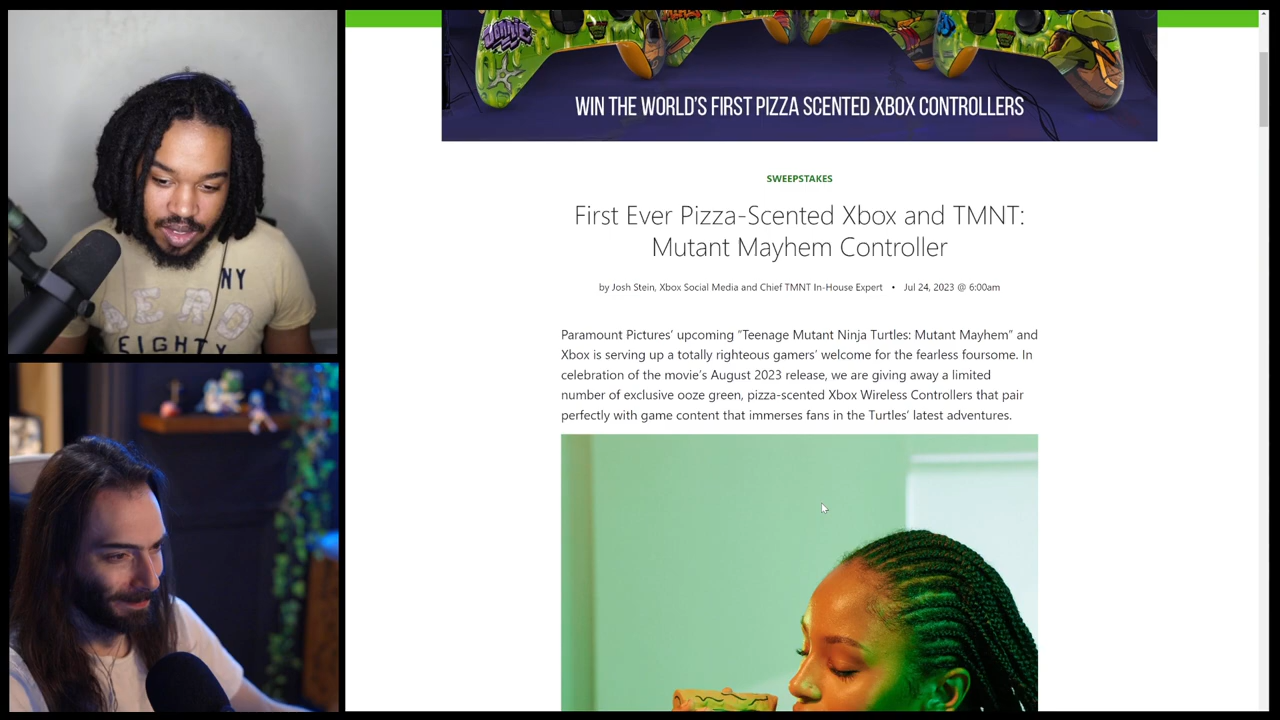 Donnie
WIN THE WORLD'S FIRST PIZZA SCENTED XBOX CONTROLLERS
SWEEPSTAKES
First Ever Pizza-Scented Xbox and TMNT:
Mutant Mayhem Controller
by Josh Stein, Xbox Social Media and Chief TMNT In-House Expert • Jul 24, 2023 @ 6:00am
Paramount Pictures’ upcoming “Teenage Mutant Ninja Turtles: Mutant Mayhem” and
Xbox is serving up a totally righteous gamers’ welcome for the fearless foursome. In
celebration of the movie’s August 2023 release, we are giving away a limited
number of exclusive ooze green, pizza-scented Xbox Wireless Controllers that pair
perfectly with game content that immerses fans in the Turtles’ latest adventures.
NY
AERO
EIGHTY